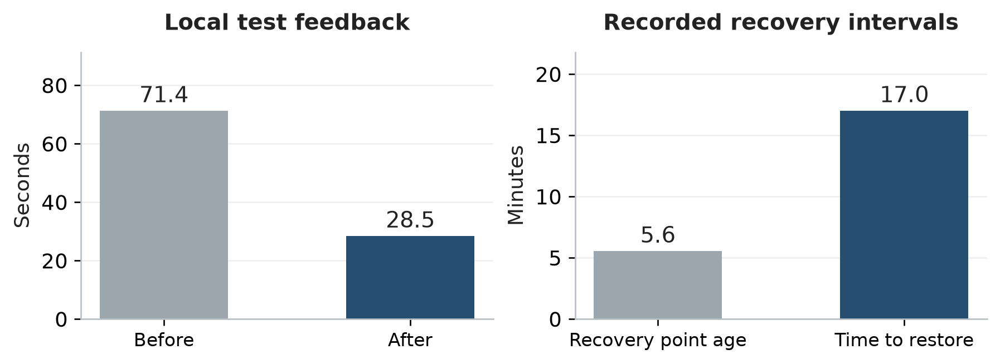 Local test feedback
Seconds
80
60
40
20
0
71.4
28.5
Before
After
Recorded recovery intervals
Minutes
20
15
10
5
0
5.6
17.0
Recovery point age
Time to restore